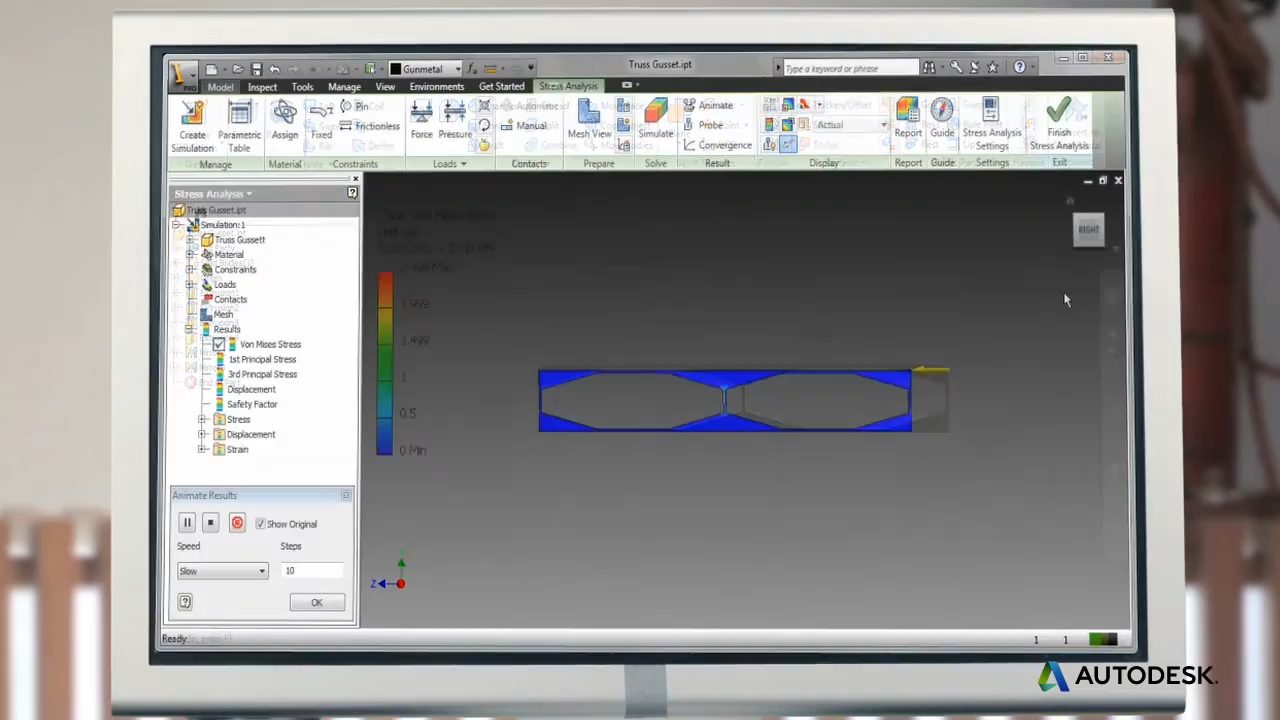 Gunmetal
Truss Gusset.ipt
Type a keyword or phrase
PRO
Model Inspect Tools Manage View Environments Get Started Stress Analysis
Create Simulation
Parametric Table
Assign
Fixed
Pin
Frictionless
Force
Pressure
Manual
Mesh View
Simulate
Animate
Probe
Convergence
Actual
Report
Guide
Stress Analysis Settings
Finish Stress Analysis
Manage Material Constraints Loads Contacts Prepare Solve Result Display Report Guide Settings Exit
Stress Analysis
Truss Gusset.ipt
Simulation:1
Truss Gussett
Material
Constraints
Loads
Contacts
Mesh
Results
Von Mises Stress
1st Principal Stress
3rd Principal Stress
Displacement
Safety Factor
Stress
Displacement
Strain
1.999
1.499
1
0.5
0 Min
RIGHT
Animate Results
Show Original
Speed Steps
Slow 10
OK
Z
Ready
1 1
AUTODESK.